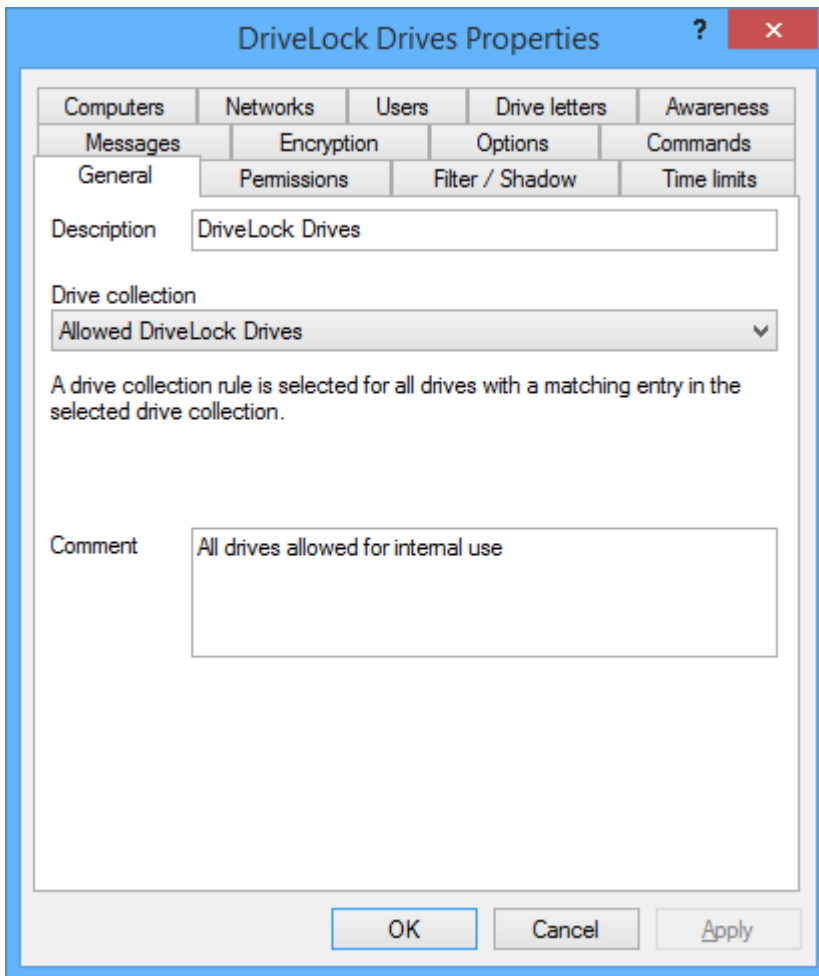 DriveLock Drives Properties ? ×
Computers Networks Users Drive letters Awareness
Messages Encryption Options Commands
General Permissions Filter / Shadow Time limits
Description DriveLock Drives
Drive collection
Allowed DriveLock Drives
A drive collection rule is selected for all drives with a matching entry in the
selected drive collection.
Comment All drives allowed for internal use
OK Cancel Apply